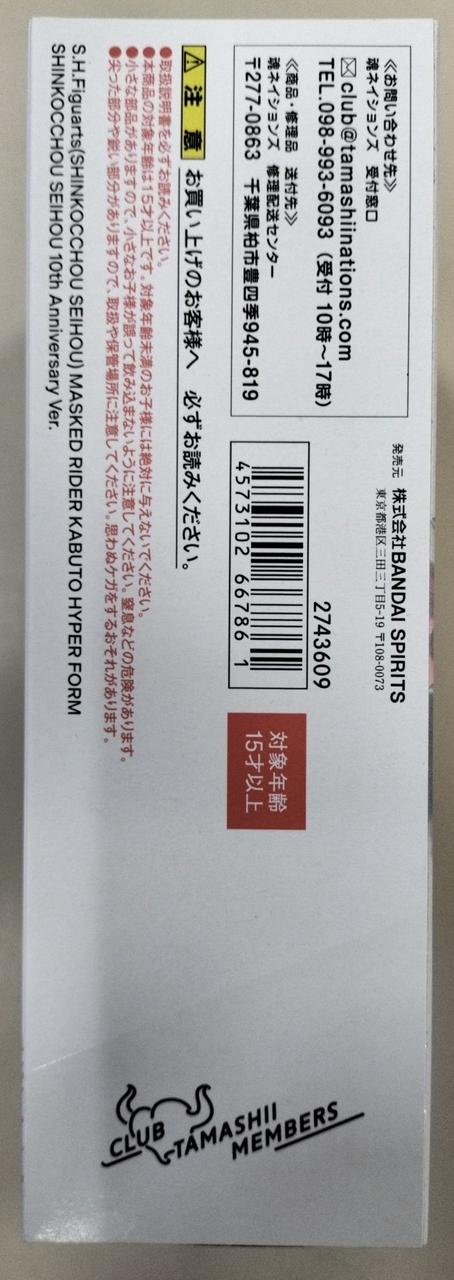 《お問い合わせ先》
魂ネイションズ 受付窓口
✉club@tamashiinations.com
TEL.098-993-6093 (受付 10時～17時)
《商品・修理品 送付先》
魂ネイションズ 修理配送センター
〒277-0863 千葉県柏市豊四季945-819
発売元 株式会社BANDAI SPIRITS
東京都港区三田三丁目5-19 〒108-0073
2743609
4573102 66786 1
対象年齢
15才以上
⚠注 意 お買い上げのお客様へ 必ずお読みください。
●取扱説明書を必ずお読みください。
●本商品の対象年齢は15才以上です。対象年齢未満のお子様には絶対に与えないでください。
●小さな部品がありますので、小さなお子様が誤って飲み込まないように注意してください。窒息などの危険があります。
●尖った部分や鋭い部分がありますので、取扱や保管場所に注意してください。思わぬケガをするおそれがあります。
S.H.Figuarts(SHINKOCCHOU SEIHOU) MASKED RIDER KABUTO HYPER FORM
SHINKOCCHOU SEIHOU 10th Anniversary Ver.
CLUB
TAMASHII
MEMBERS